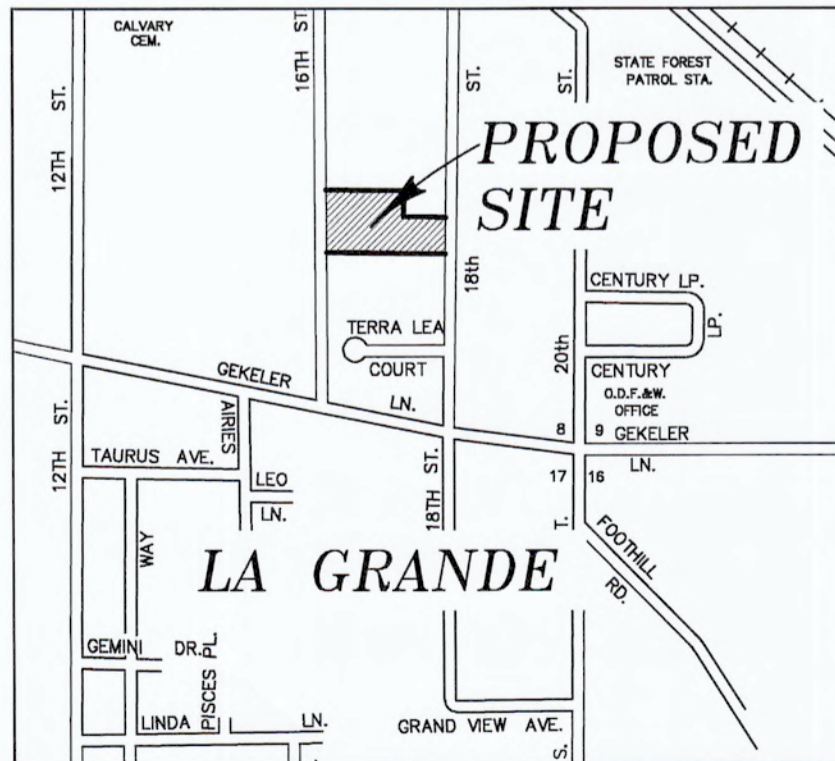 CALVARY
CEM.
16TH ST.
ST.
ST.
STATE FOREST
PATROL STA.
12TH ST.
PROPOSED
SITE
18th
CENTURY LP.
LP.
TERRA LEA
COURT
20th
CENTURY
O.D.F.&W.
OFFICE
GEKELER
LN.
8 9 GEKELER
LN.
17 16
12TH ST.
AIRIES
TAURUS AVE.
LEO
LN.
18TH ST.
T.
FOOTHILL
RD.
WAY
LA GRANDE
GEMINI DR.
PISCES PL.
LINDA LN.
GRAND VIEW AVE.
S.